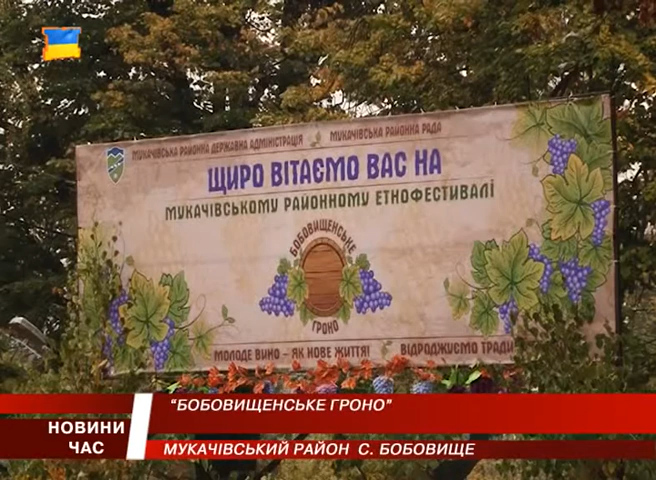 МУКАЧІВСЬКА РАЙОННА ДЕРЖАВНА АДМІНІСТРАЦІЯ МУКАЧІВСЬКА РАЙОННА РАДА
ЩИРО ВІТАЄМО ВАС НА
МУКАЧІВСЬКОМУ РАЙОННОМУ ЕТНОФЕСТИВАЛІ
БОБОВИЩЕНСЬКЕ
ГРОНО
МОЛОДЕ ВИНО – ЯК НОВЕ ЖИТТЯ! ВІДРОДЖУЄМО ТРАДИ
"БОБОВИЩЕНСЬКЕ ГРОНО"
НОВИНИ
ЧАС
МУКАЧІВСЬКИЙ РАЙОН С. БОБОВИЩЕ